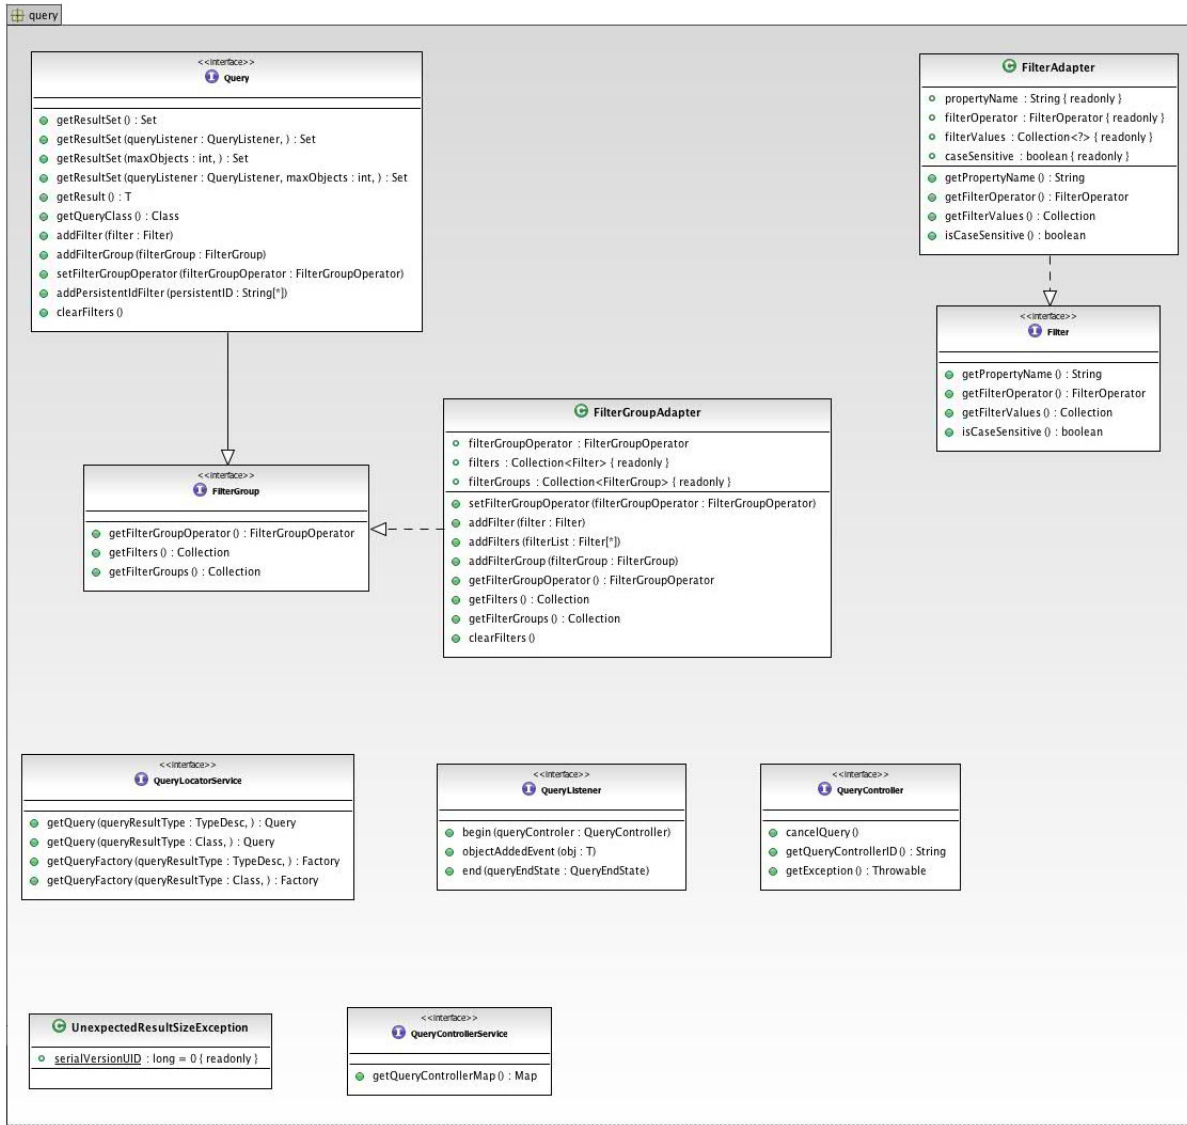 query
<<interface>>
Query
getResultSet () : Set
getResultSet (queryListener : QueryListener, ) : Set
getResultSet (maxObjects : int, ) : Set
getResultSet (queryListener : QueryListener, maxObjects : int, ) : Set
getResult () : T
getQueryClass () : Class
addFilter (filter : Filter)
addFilterGroup (filterGroup : FilterGroup)
setFilterGroupOperator (filterGroupOperator : FilterGroupOperator)
addPersistentIdFilter (persistentID : String[*])
clearFilters ()
FilterAdapter
propertyName : String { readonly }
filterOperator : FilterOperator { readonly }
filterValues : Collection<?> { readonly }
caseSensitive : boolean { readonly }
getPropertyName () : String
getFilterOperator () : FilterOperator
getFilterValues () : Collection
isCaseSensitive () : boolean
<<interface>>
Filter
getPropertyName () : String
getFilterOperator () : FilterOperator
getFilterValues () : Collection
isCaseSensitive () : boolean
<<interface>>
FilterGroup
getFilterGroupOperator () : FilterGroupOperator
getFilters () : Collection
getFilterGroups () : Collection
FilterGroupAdapter
filterGroupOperator : FilterGroupOperator
filters : Collection<Filter> { readonly }
filterGroups : Collection<FilterGroup> { readonly }
setFilterGroupOperator (filterGroupOperator : FilterGroupOperator)
addFilter (filter : Filter)
addFilters (filterList : Filter[*])
addFilterGroup (filterGroup : FilterGroup)
getFilterGroupOperator () : FilterGroupOperator
getFilters () : Collection
getFilterGroups () : Collection
clearFilters ()
<<interface>>
QueryLocatorService
getQuery (queryResultType : TypeDesc, ) : Query
getQuery (queryResultType : Class, ) : Query
getQueryFactory (queryResultType : TypeDesc, ) : Factory
getQueryFactory (queryResultType : Class, ) : Factory
<<interface>>
QueryListener
begin (queryControler : QueryController)
objectAddedEvent (obj : T)
end (queryEndState : QueryEndState)
<<interface>>
QueryController
cancelQuery ()
getQueryControllerID () : String
getException () : Throwable
UnexpectedResultSizeException
serialVersionUID : long = 0 { readonly }
<<interface>>
QueryControllerService
getQueryControllerMap () : Map